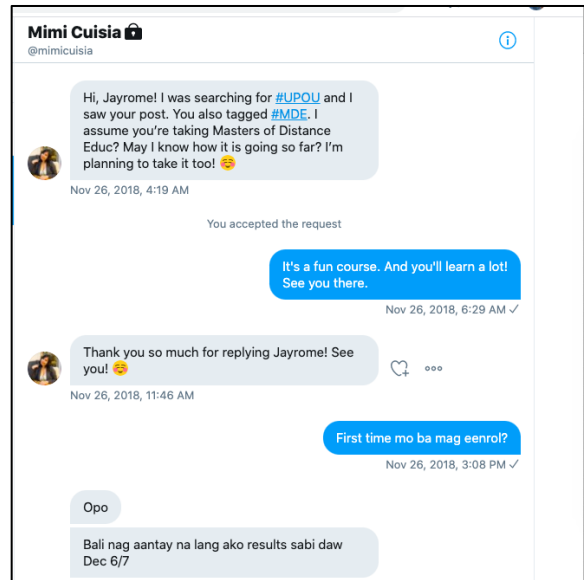 Mimi Cuisia
@mimicuisia
Hi, Jayrome! I was searching for #UPOU and I
saw your post. You also tagged #MDE. I
assume you're taking Masters of Distance
Educ? May I know how it is going so far? I'm
planning to take it too! ☺️
Nov 26, 2018, 4:19 AM
You accepted the request
It's a fun course. And you'll learn a lot!
See you there.
Nov 26, 2018, 6:29 AM ✓
Thank you so much for replying Jayrome! See
you! ☺️
Nov 26, 2018, 11:46 AM
First time mo ba mag eenrol?
Nov 26, 2018, 3:08 PM ✓
Opo
Bali nag aantay na lang ako results sabi daw
Dec 6/7